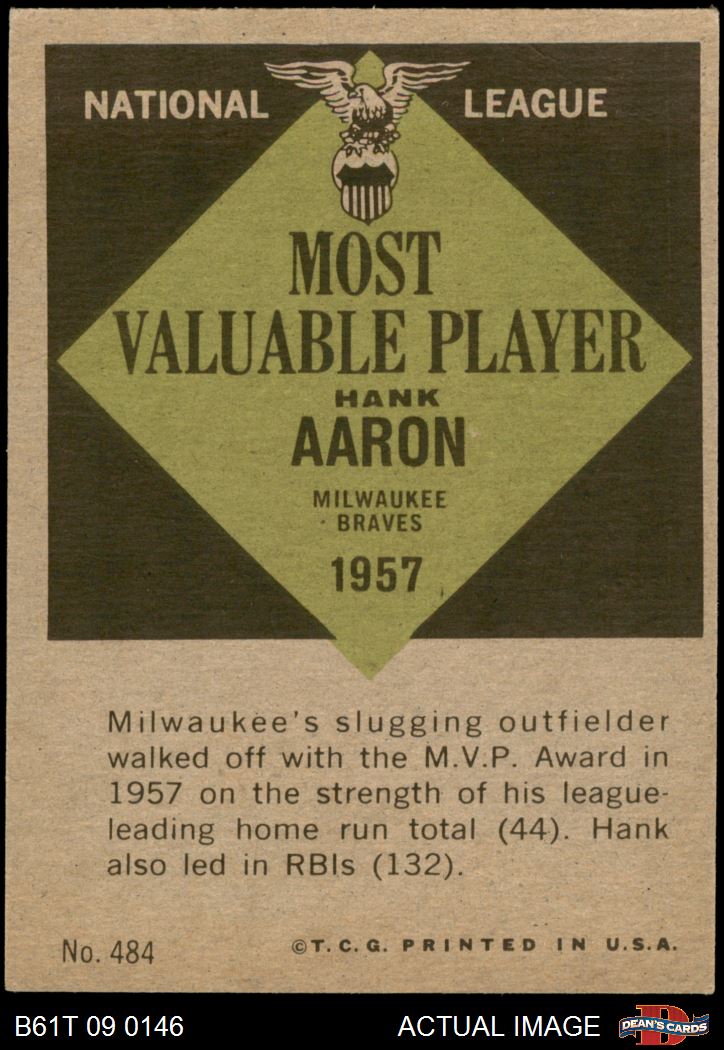 NATIONAL LEAGUE
MOST
VALUABLE PLAYER
HANK
AARON
MILWAUKEE
BRAVES
1957
Milwaukee's slugging outfielder
walked off with the M.V.P. Award in
1957 on the strength of his league-
leading home run total (44). Hank
also led in RBIs (132).
No. 484 ©T.C.G. PRINTED IN U.S.A.
B61T 09 0146 ACTUAL IMAGE D DEAN'S CARDS